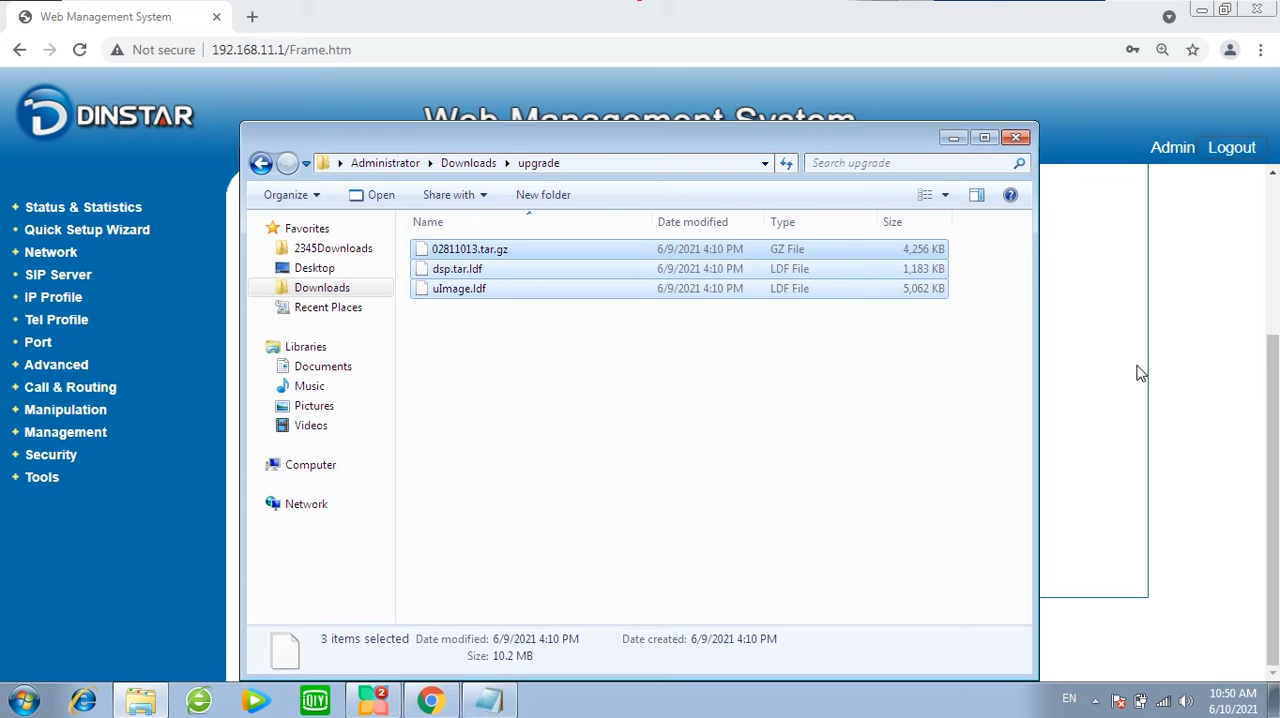 Web Management System
Not secure
192.168.11.1/Frame.htm
DINSTAR
Web Management System
Admin
Logout
Administrator
Downloads
upgrade
Search upgrade
Organize
Open
Share with
New folder
Status & Statistics
Quick Setup Wizard
Network
SIP Server
IP Profile
Tel Profile
Port
Advanced
Call & Routing
Manipulation
Management
Security
Tools
Favorites
2345Downloads
Desktop
Downloads
Recent Places
Libraries
Documents
Music
Pictures
Videos
Computer
Network
Name Date modified Type Size
02811013.tar.gz 6/9/2021 4:10 PM GZ File 4,256 KB
dsp.tar.ldf 6/9/2021 4:10 PM LDF File 1,183 KB
uImage.ldf 6/9/2021 4:10 PM LDF File 5,062 KB
3 items selected Date modified: 6/9/2021 4:10 PM Date created: 6/9/2021 4:10 PM
Size: 10.2 MB
iQIYI
2
EN
10:50 AM
6/10/2021